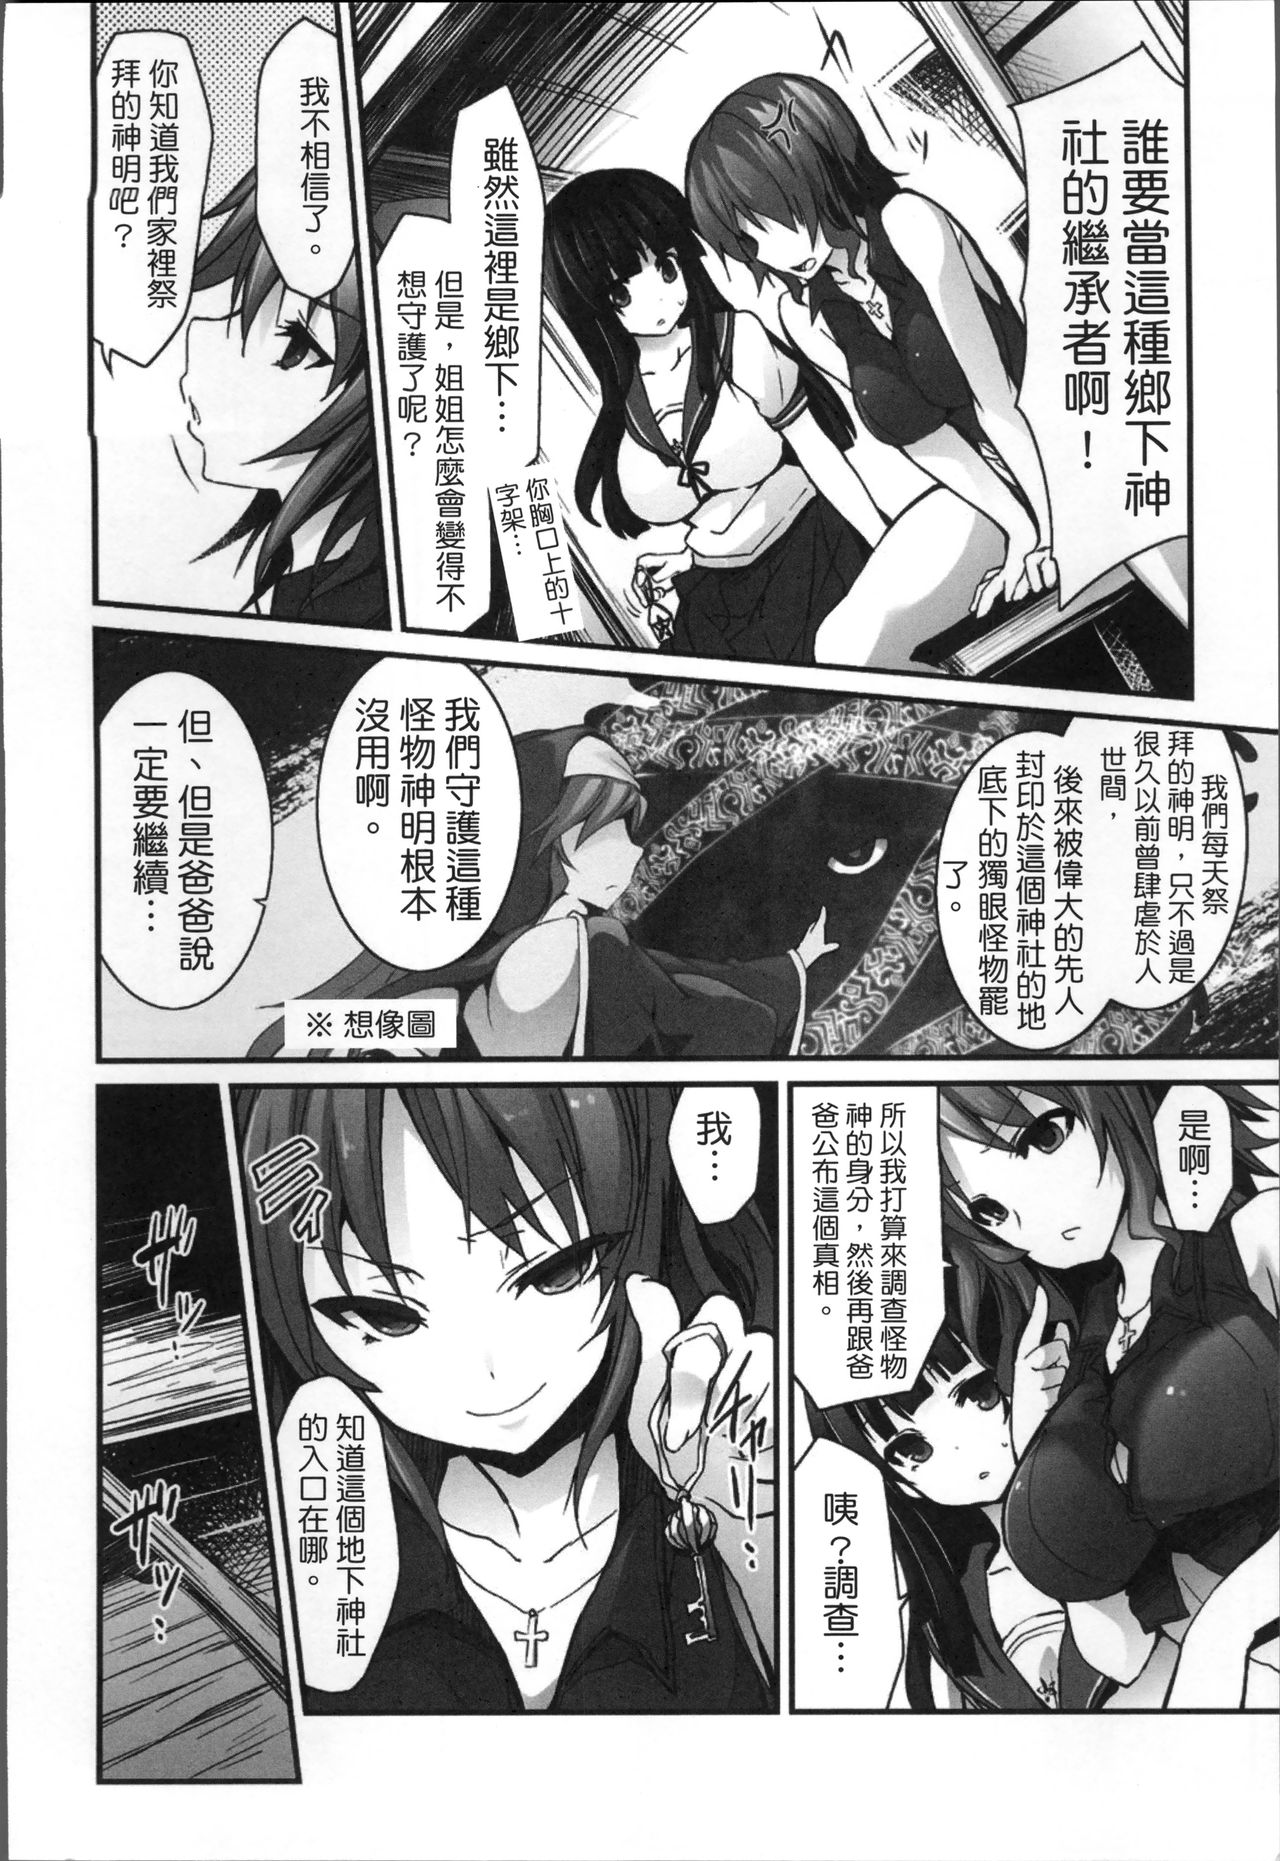 誰要當這種鄉下神
社的繼承者啊！
雖然這裡是鄉下…
但是，姐姐怎麼會變得不
想守護了呢？
你胸口上的十
字架…
我不相信了。
你知道我們家裡祭
拜的神明吧？
我們每天祭
拜的神明，只不過是
很久以前曾肆虐於人
世間，
後來被偉大的先人
封印於這個神社的地
底下的獨眼怪物罷
了。
我們守護這種
怪物神明根本
沒用啊。
但、但是爸爸說
一定要繼續…
※ 想像圖
是啊…
所以我打算來調查怪物
神的身分，然後再跟爸
爸公布這個真相。
咦？調查…
我…
知道這個地下神社
的入口在哪。